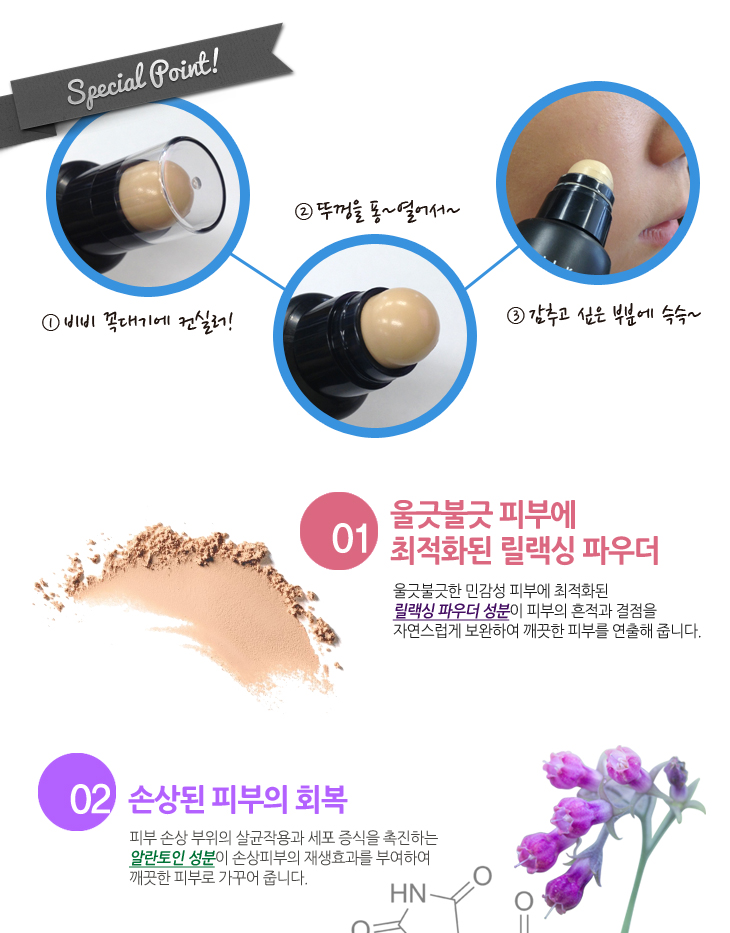 Special Point!
② 뚜껑을 퐁~열어서~
① 비비 꼭대기에 컨실러!
③ 감추고 싶은 부분에 슥슥~
01
울긋불긋 피부에
최적화된 릴랙싱 파우더
울긋불긋한 민감성 피부에 최적화된
릴랙싱 파우더 성분이 피부의 흔적과 결점을
자연스럽게 보완하여 깨끗한 피부를 연출해 줍니다.
02
손상된 피부의 회복
피부 손상 부위의 살균작용과 세포 증식을 촉진하는
알란토인 성분이 손상피부의 재생효과를 부여하여
깨끗한 피부로 가꾸어 줍니다.
HN
O
O
O